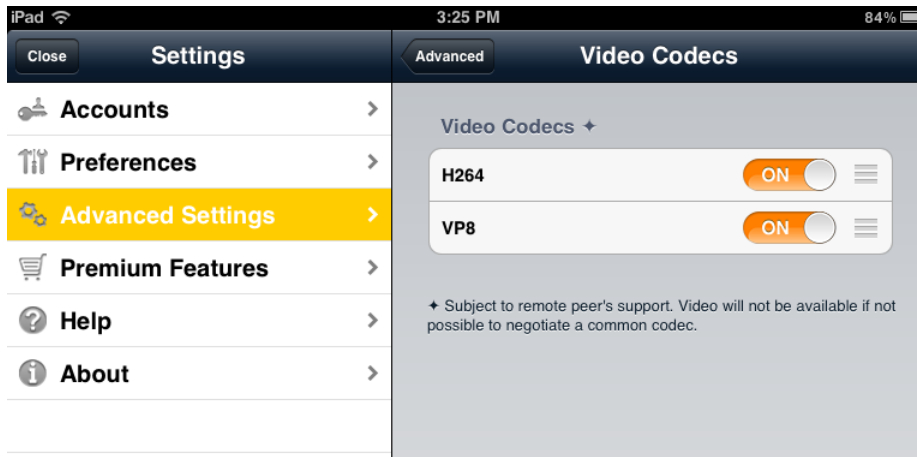 iPad 3:25 PM 84%
Close Settings
Advanced Video Codecs
Accounts
Preferences
Advanced Settings
Premium Features
Help
About
Video Codecs ✦
H264 ON
VP8 ON
✦ Subject to remote peer's support. Video will not be available if not
possible to negotiate a common codec.